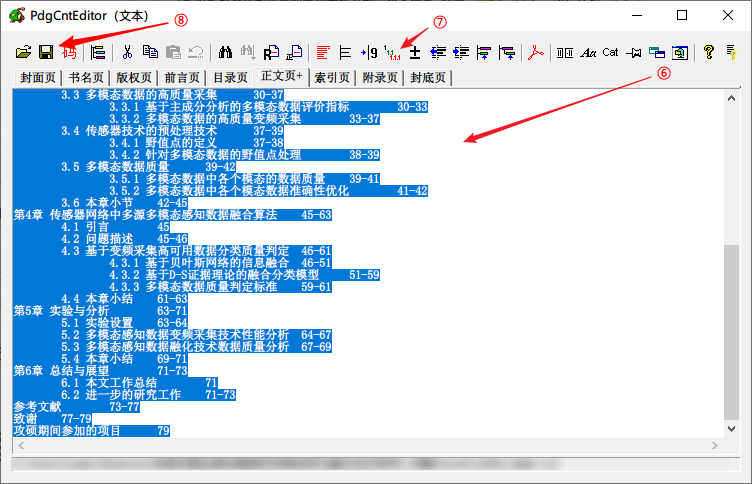 PdgCntEditor（文本） ⑧
码 R +|9 1.1.1 ± Aa Cat ? ⑦
封面页 书名页 版权页 前言页 目录页 正文页+ 索引页 附录页 封底页
⑥
3.3 多模态数据的高质量采集 30-37
3.3.1 基于主成分分析的多模态数据评价指标 30-33
3.3.2 多模态数据的高质量变频采集 33-37
3.4 传感器技术的预处理技术 37-39
3.4.1 野值点的定义 37-38
3.4.2 针对多模态数据的野值点处理 38-39
3.5 多模态数据质量 39-42
3.5.1 多模态数据中各个模态的数据质量 39-41
3.5.2 多模态数据中各个模态数据准确性优化 41-42
3.6 本章小节 42-45
第4章 传感器网络中多源多模态感知数据融合算法 45-63
4.1 引言 45
4.2 问题描述 45-46
4.3 基于变频采集高可用数据分类质量判定 46-61
4.3.1 基于贝叶斯网络的信息融合 46-51
4.3.2 基于D-S证据理论的融合分类模型 51-59
4.3.3 多模态数据质量判定标准 59-61
4.4 本章小结 61-63
第5章 实验与分析 63-71
5.1 实验设置 63-64
5.2 多模态感知数据变频采集技术性能分析 64-67
5.3 多模态感知数据融化技术数据质量分析 67-69
5.4 本章小结 69-71
第6章 总结与展望 71-73
6.1 本文工作总结 71
6.2 进一步的研究工作 71-73
参考文献 73-77
致谢 77-79
攻硕期间参加的项目 79